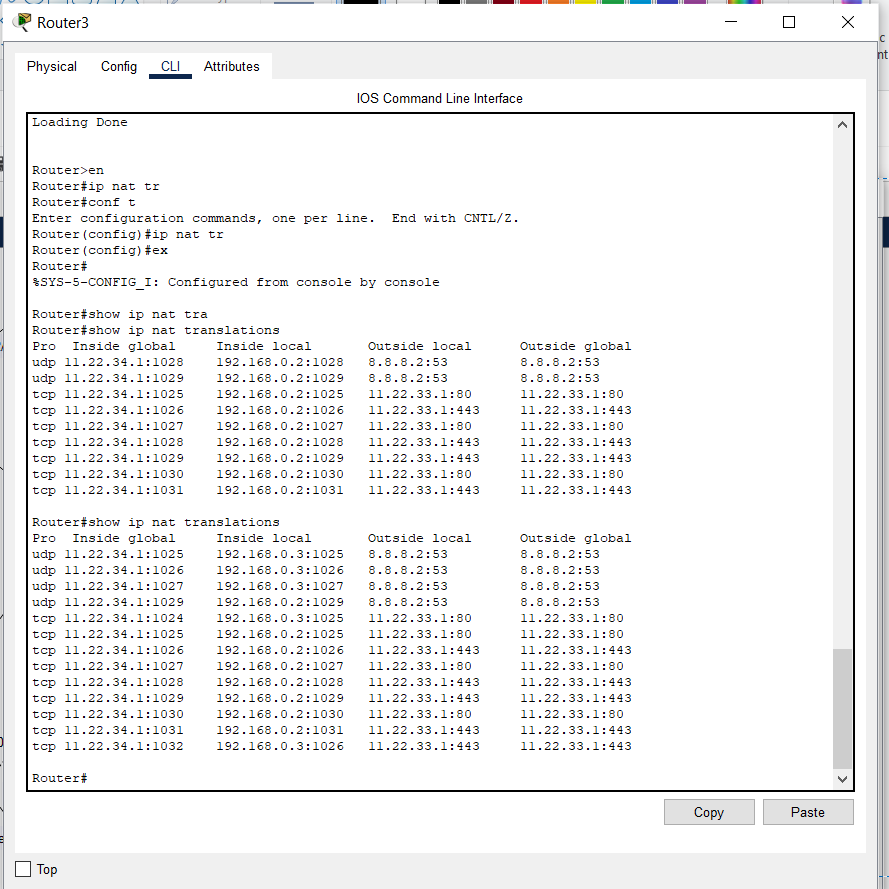 Router3
Physical Config CLI Attributes
IOS Command Line Interface
Loading Done
Router>en
Router#ip nat tr
Router#conf t
Enter configuration commands, one per line.  End with CNTL/Z.
Router(config)#ip nat tr
Router(config)#ex
Router#
%SYS-5-CONFIG_I: Configured from console by console
Router#show ip nat tra
Router#show ip nat translations
Pro  Inside global     Inside local       Outside local      Outside global
udp 11.22.34.1:1028    192.168.0.2:1028   8.8.8.2:53         8.8.8.2:53
udp 11.22.34.1:1029    192.168.0.2:1029   8.8.8.2:53         8.8.8.2:53
tcp 11.22.34.1:1025    192.168.0.2:1025   11.22.33.1:80      11.22.33.1:80
tcp 11.22.34.1:1026    192.168.0.2:1026   11.22.33.1:443     11.22.33.1:443
tcp 11.22.34.1:1027    192.168.0.2:1027   11.22.33.1:80      11.22.33.1:80
tcp 11.22.34.1:1028    192.168.0.2:1028   11.22.33.1:443     11.22.33.1:443
tcp 11.22.34.1:1029    192.168.0.2:1029   11.22.33.1:443     11.22.33.1:443
tcp 11.22.34.1:1030    192.168.0.2:1030   11.22.33.1:80      11.22.33.1:80
tcp 11.22.34.1:1031    192.168.0.2:1031   11.22.33.1:443     11.22.33.1:443
Router#show ip nat translations
Pro  Inside global     Inside local       Outside local      Outside global
udp 11.22.34.1:1025    192.168.0.3:1025   8.8.8.2:53         8.8.8.2:53
udp 11.22.34.1:1026    192.168.0.3:1026   8.8.8.2:53         8.8.8.2:53
udp 11.22.34.1:1027    192.168.0.3:1027   8.8.8.2:53         8.8.8.2:53
udp 11.22.34.1:1029    192.168.0.2:1029   8.8.8.2:53         8.8.8.2:53
tcp 11.22.34.1:1024    192.168.0.3:1025   11.22.33.1:80      11.22.33.1:80
tcp 11.22.34.1:1025    192.168.0.2:1025   11.22.33.1:80      11.22.33.1:80
tcp 11.22.34.1:1026    192.168.0.2:1026   11.22.33.1:443     11.22.33.1:443
tcp 11.22.34.1:1027    192.168.0.2:1027   11.22.33.1:80      11.22.33.1:80
tcp 11.22.34.1:1028    192.168.0.2:1028   11.22.33.1:443     11.22.33.1:443
tcp 11.22.34.1:1029    192.168.0.2:1029   11.22.33.1:443     11.22.33.1:443
tcp 11.22.34.1:1030    192.168.0.2:1030   11.22.33.1:80      11.22.33.1:80
tcp 11.22.34.1:1031    192.168.0.2:1031   11.22.33.1:443     11.22.33.1:443
tcp 11.22.34.1:1032    192.168.0.3:1026   11.22.33.1:443     11.22.33.1:443
Router#
Copy Paste
Top